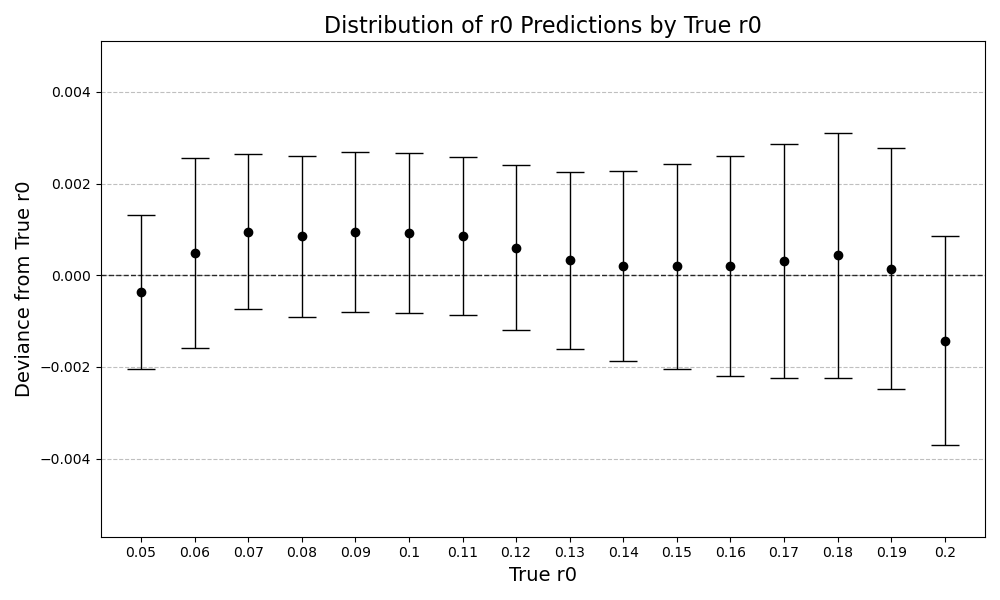 Distribution of r0 Predictions by True r0
Deviance from True r0
0.004
0.002
0.000
−0.002
−0.004
0.05 0.06 0.07 0.08 0.09 0.1 0.11 0.12 0.13 0.14 0.15 0.16 0.17 0.18 0.19 0.2
True r0